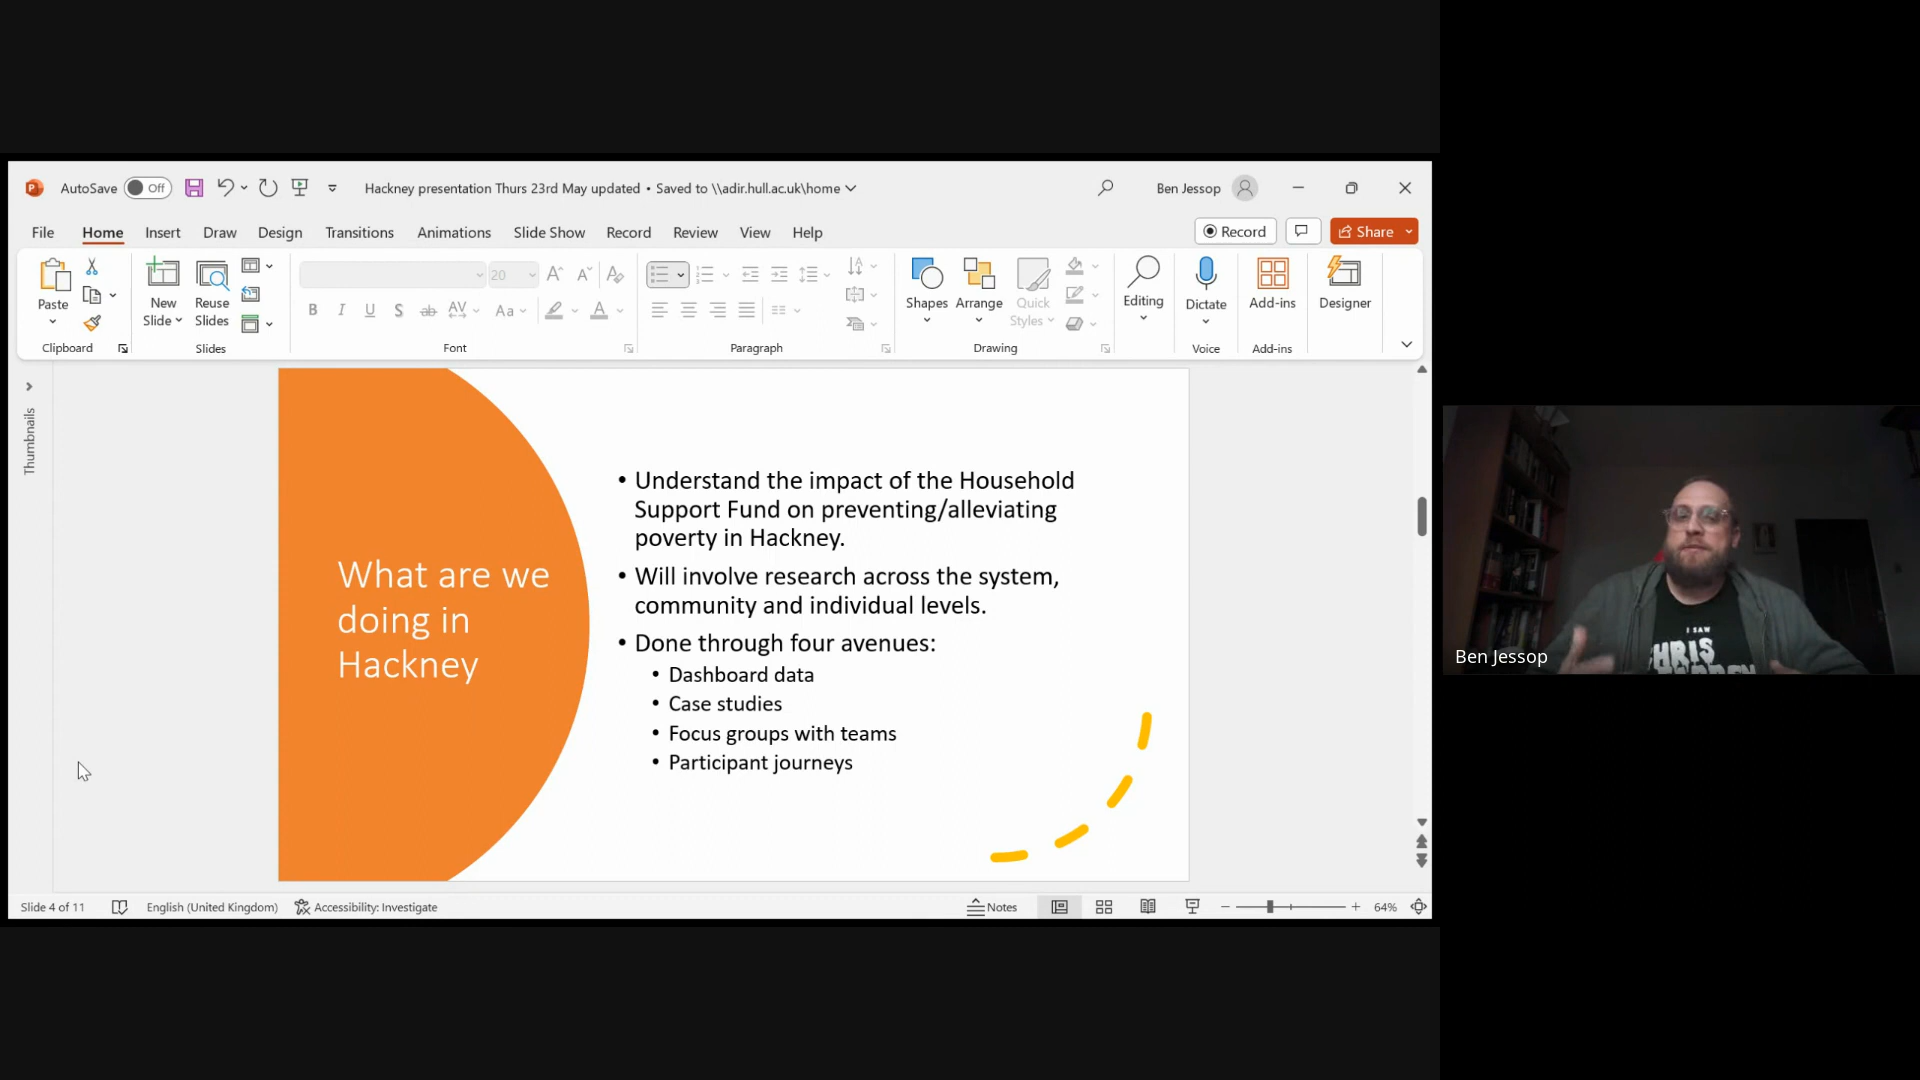 AutoSave Off
Hackney presentation Thurs 23rd May updated • Saved to \\adir.hull.ac.uk\home
Ben Jessop
File Home Insert Draw Design Transitions Animations Slide Show Record Review View Help
Record
Share
Paste
New Slide
Reuse Slides
20
B I U S ab AV Aa A
Shapes
Arrange
Quick Styles
Editing
Dictate
Add-ins
Designer
Clipboard
Slides
Font
Paragraph
Drawing
Voice
Add-ins
Thumbnails
What are we
doing in
Hackney
• Understand the impact of the Household
Support Fund on preventing/alleviating
poverty in Hackney.
• Will involve research across the system,
community and individual levels.
• Done through four avenues:
• Dashboard data
• Case studies
• Focus groups with teams
• Participant journeys
Slide 4 of 11
English (United Kingdom)
Accessibility: Investigate
Notes
64%
I SAW
Ben Jessop